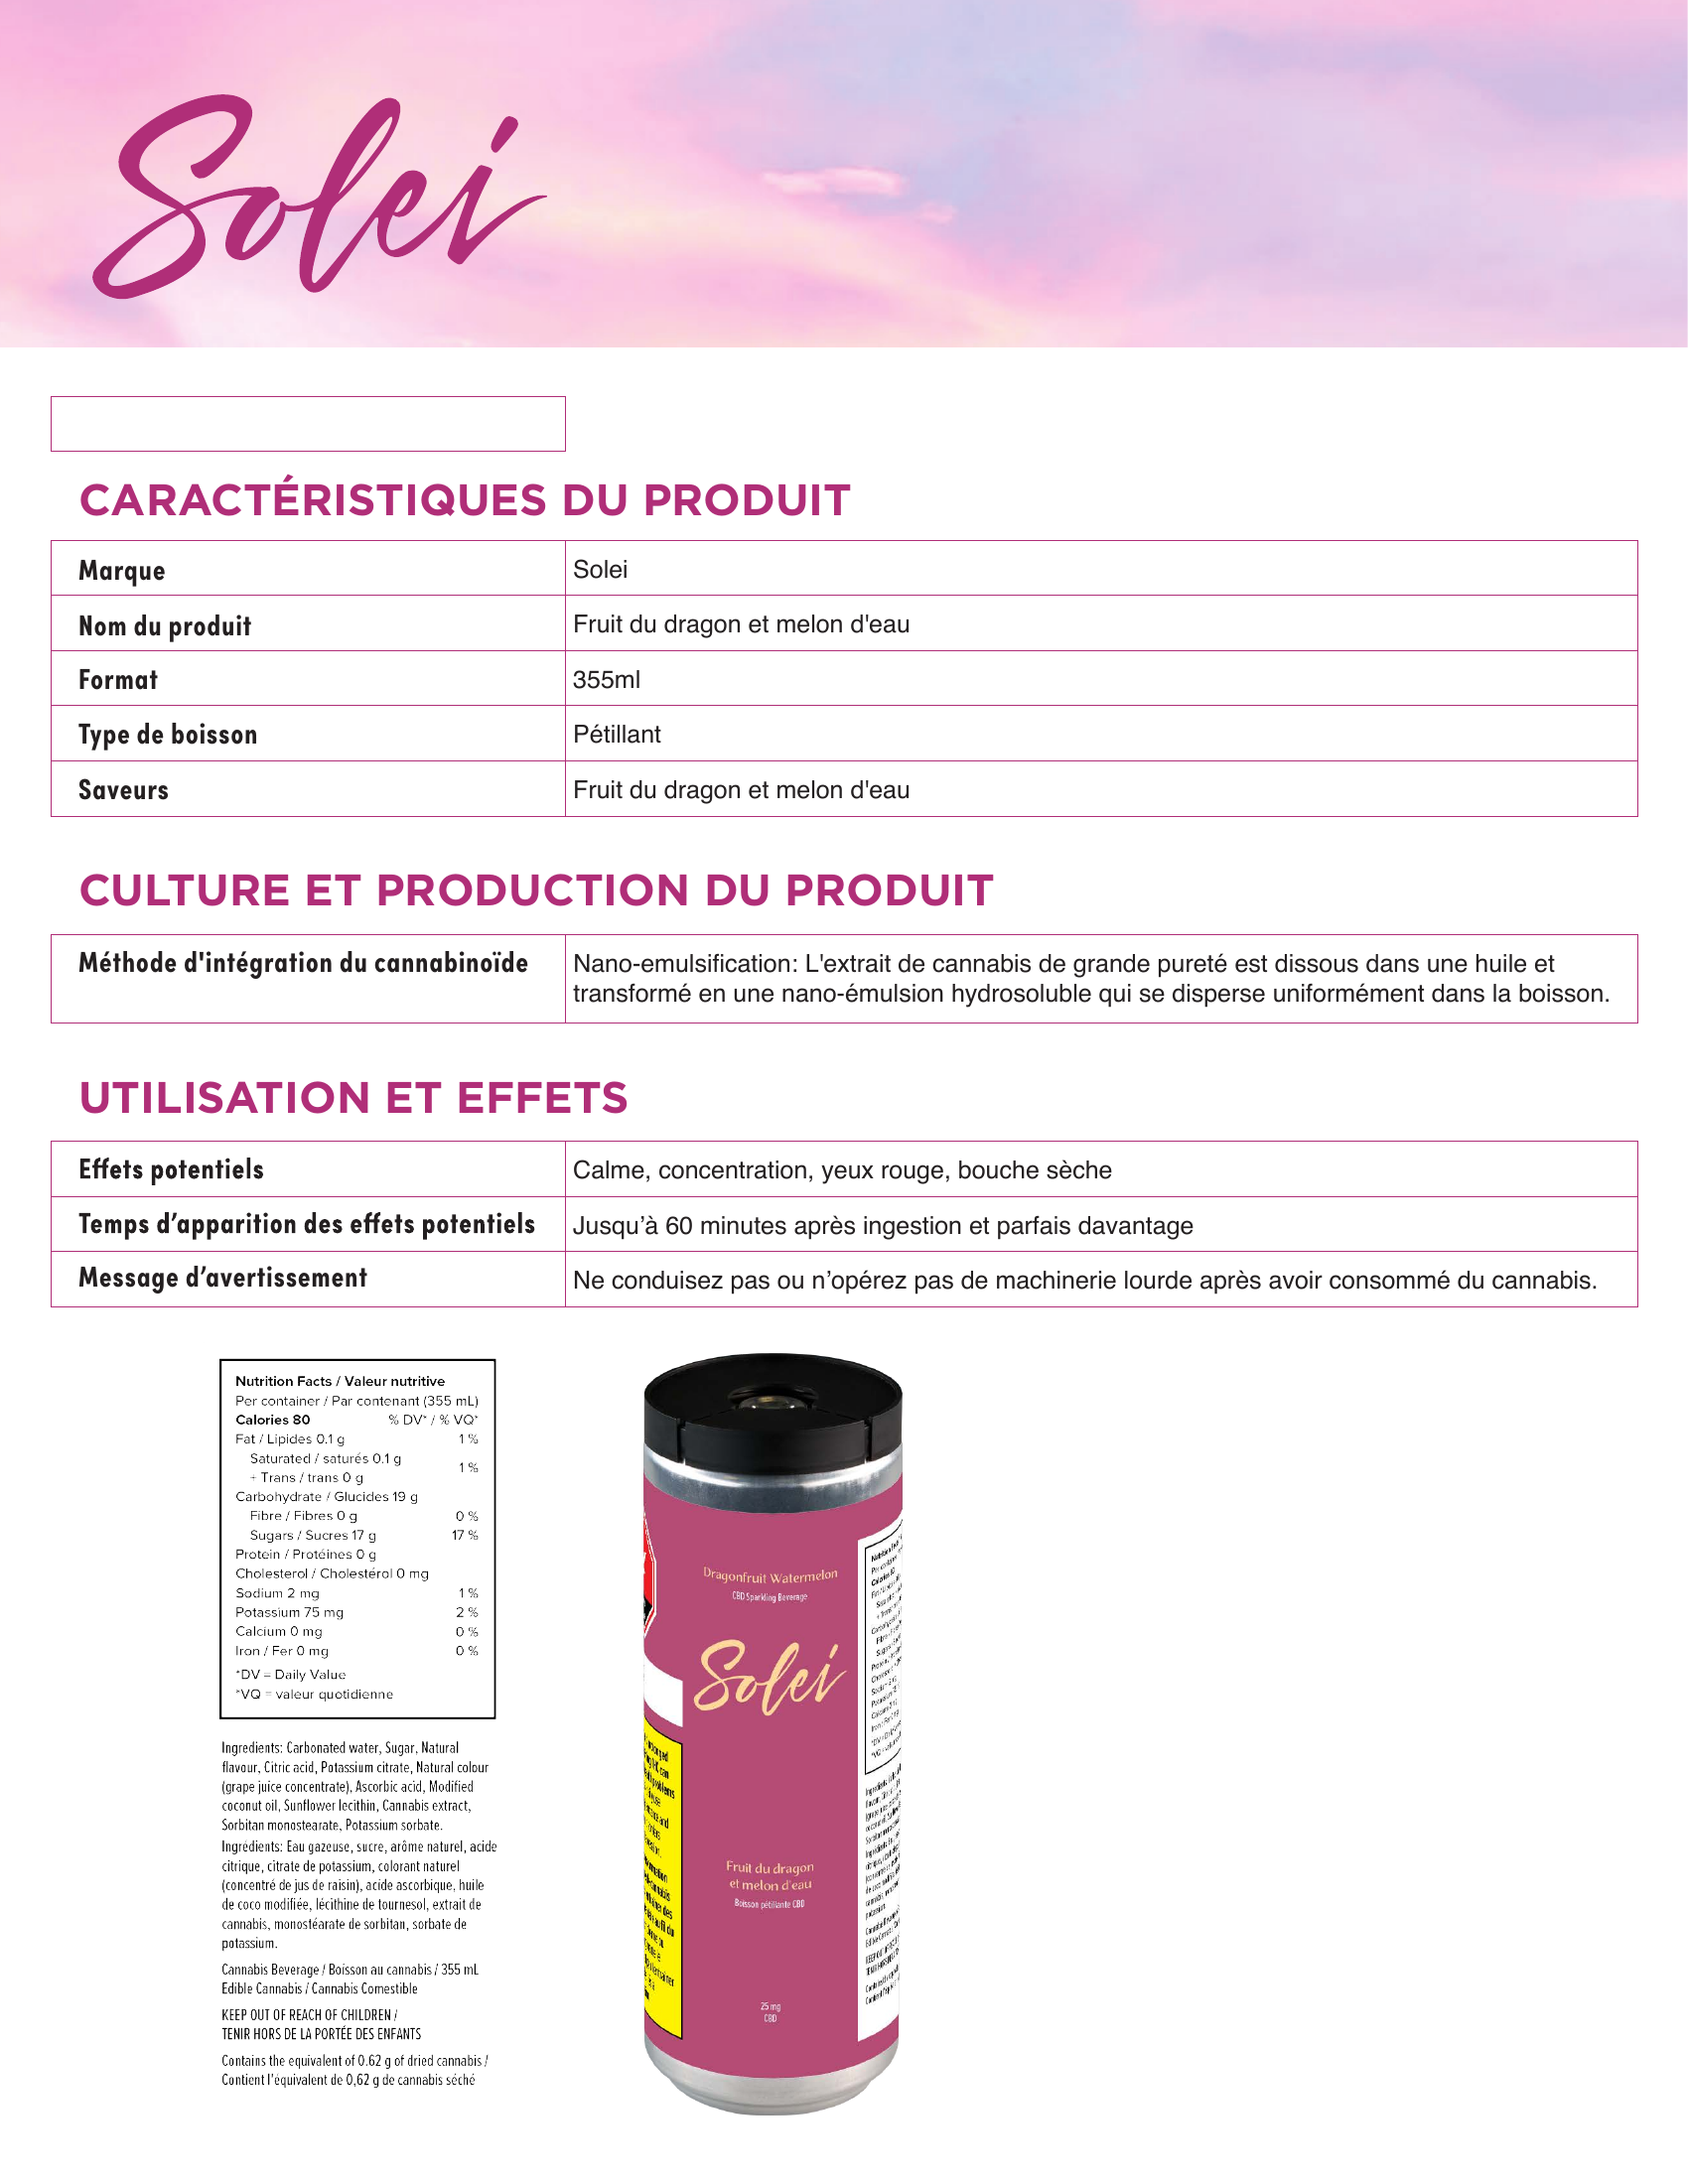 Solei
CARACTÉRISTIQUES DU PRODUIT
Marque
Solei
Nom du produit
Fruit du dragon et melon d'eau
Format
355ml
Type de boisson
Pétillant
Saveurs
Fruit du dragon et melon d'eau
CULTURE ET PRODUCTION DU PRODUIT
Méthode d'intégration du cannabinoïde
Nano-emulsification: L'extrait de cannabis de grande pureté est dissous dans une huile et
transformé en une nano-émulsion hydrosoluble qui se disperse uniformément dans la boisson.
UTILISATION ET EFFETS
Effets potentiels
Calme, concentration, yeux rouge, bouche sèche
Temps d’apparition des effets potentiels
Jusqu’à 60 minutes après ingestion et parfais davantage
Message d’avertissement
Ne conduisez pas ou n’opérez pas de machinerie lourde après avoir consommé du cannabis.
Nutrition Facts / Valeur nutritive
Per container / Par contenant (355 mL)
Calories 80 % DV* / % VQ*
Fat / Lipides 0.1 g 1 %
Saturated / saturés 0.1 g
+ Trans / trans 0 g 1 %
Carbohydrate / Glucides 19 g
Fibre / Fibres 0 g 0 %
Sugars / Sucres 17 g 17 %
Protein / Protéines 0 g
Cholesterol / Cholestérol 0 mg
Sodium 2 mg 1 %
Potassium 75 mg 2 %
Calcium 0 mg 0 %
Iron / Fer 0 mg 0 %
*DV = Daily Value
*VQ = valeur quotidienne
Ingredients: Carbonated water, Sugar, Natural
flavour, Citric acid, Potassium citrate, Natural colour
(grape juice concentrate), Ascorbic acid, Modified
coconut oil, Sunflower lecithin, Cannabis extract,
Sorbitan monostearate, Potassium sorbate.
Ingrédients: Eau gazeuse, sucre, arôme naturel, acide
citrique, citrate de potassium, colorant naturel
(concentré de jus de raisin), acide ascorbique, huile
de coco modifiée, lécithine de tournesol, extrait de
cannabis, monostéarate de sorbitan, sorbate de
potassium.
Cannabis Beverage / Boisson au cannabis / 355 mL
Edible Cannabis / Cannabis Comestible
KEEP OUT OF REACH OF CHILDREN /
TENIR HORS DE LA PORTÉE DES ENFANTS
Contains the equivalent of 0.62 g of dried cannabis /
Contient l'équivalent de 0,62 g de cannabis séché
Dragonfruit Watermelon
CBD Sparkling Beverage
Solei
Fruit du dragon
et melon d'eau
Boisson pétillante CBD
25 mg
CBD